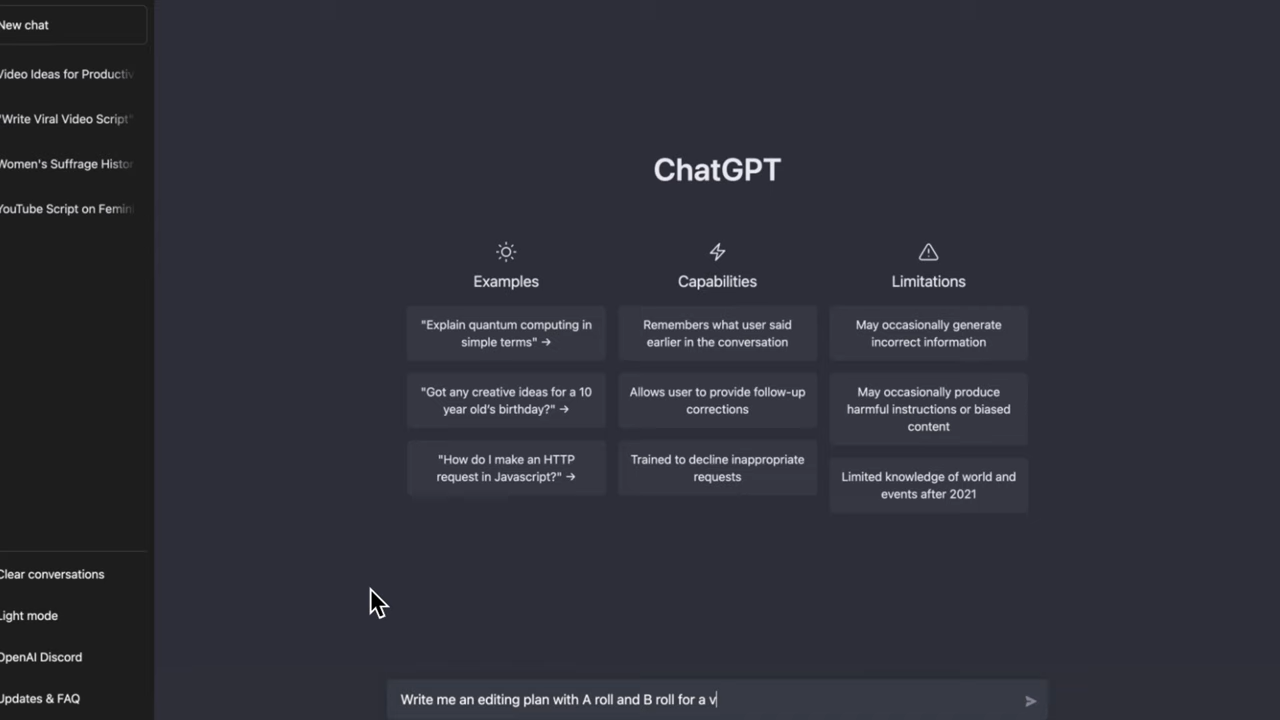 New chat
Video Ideas for Productiv
"Write Viral Video Script"
Women's Suffrage Histor
YouTube Script on Femin
Clear conversations
Light mode
OpenAI Discord
Updates & FAQ
ChatGPT
Examples
"Explain quantum computing in
simple terms" →
"Got any creative ideas for a 10
year old's birthday?" →
"How do I make an HTTP
request in Javascript?" →
Capabilities
Remembers what user said
earlier in the conversation
Allows user to provide follow-up
corrections
Trained to decline inappropriate
requests
Limitations
May occasionally generate
incorrect information
May occasionally produce
harmful instructions or biased
content
Limited knowledge of world and
events after 2021
Write me an editing plan with A roll and B roll for a v